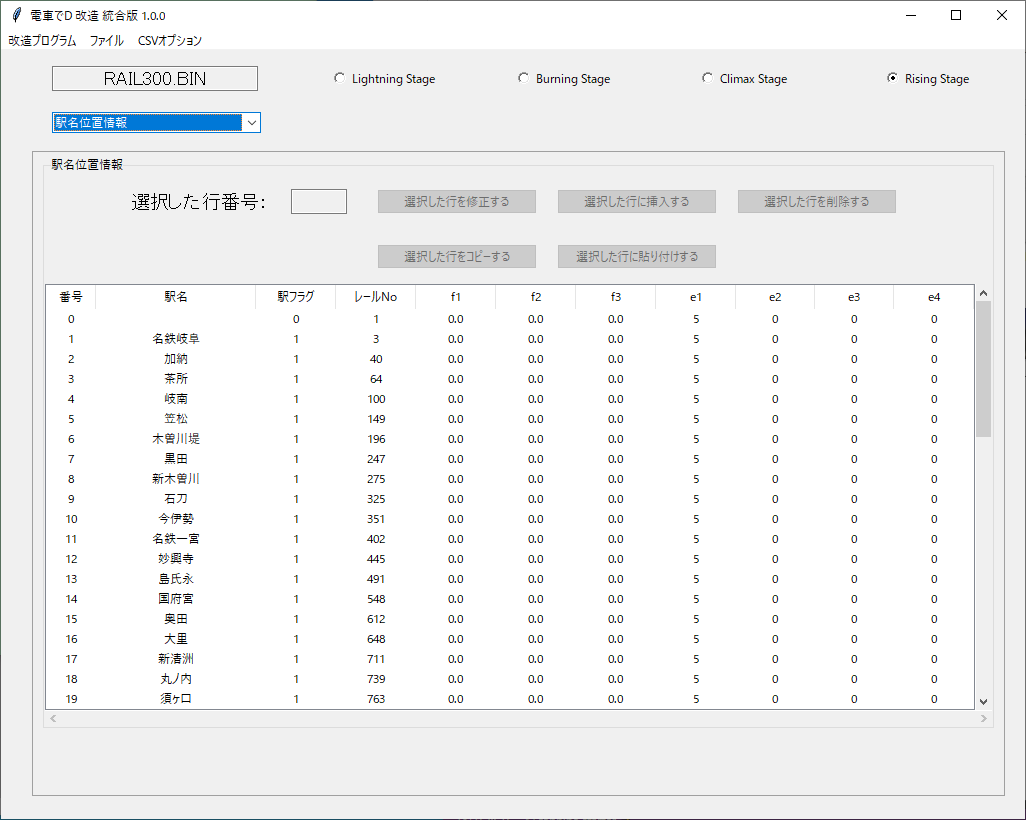 電車でD 改造 統合版 1.0.0
改造プログラム ファイル CSVオプション
RAIL300.BIN Lightning Stage Burning Stage Climax Stage Rising Stage
駅名位置情報
駅名位置情報
選択した行番号: 選択した行を修正する 選択した行に挿入する 選択した行を削除する
選択した行をコピーする 選択した行に貼り付けする
番号 駅名 駅フラグ レールNo f1 f2 f3 e1 e2 e3 e4
0 0 1 0.0 0.0 0.0 5 0 0 0
1 名鉄岐阜 1 3 0.0 0.0 0.0 5 0 0 0
2 加納 1 40 0.0 0.0 0.0 5 0 0 0
3 茶所 1 64 0.0 0.0 0.0 5 0 0 0
4 岐南 1 100 0.0 0.0 0.0 5 0 0 0
5 笠松 1 149 0.0 0.0 0.0 5 0 0 0
6 木曽川堤 1 196 0.0 0.0 0.0 5 0 0 0
7 黒田 1 247 0.0 0.0 0.0 5 0 0 0
8 新木曽川 1 275 0.0 0.0 0.0 5 0 0 0
9 石刀 1 325 0.0 0.0 0.0 5 0 0 0
10 今伊勢 1 351 0.0 0.0 0.0 5 0 0 0
11 名鉄一宮 1 402 0.0 0.0 0.0 5 0 0 0
12 妙興寺 1 445 0.0 0.0 0.0 5 0 0 0
13 島氏永 1 491 0.0 0.0 0.0 5 0 0 0
14 国府宮 1 548 0.0 0.0 0.0 5 0 0 0
15 奥田 1 612 0.0 0.0 0.0 5 0 0 0
16 大里 1 648 0.0 0.0 0.0 5 0 0 0
17 新清洲 1 711 0.0 0.0 0.0 5 0 0 0
18 丸ノ内 1 739 0.0 0.0 0.0 5 0 0 0
19 須ヶ口 1 763 0.0 0.0 0.0 5 0 0 0